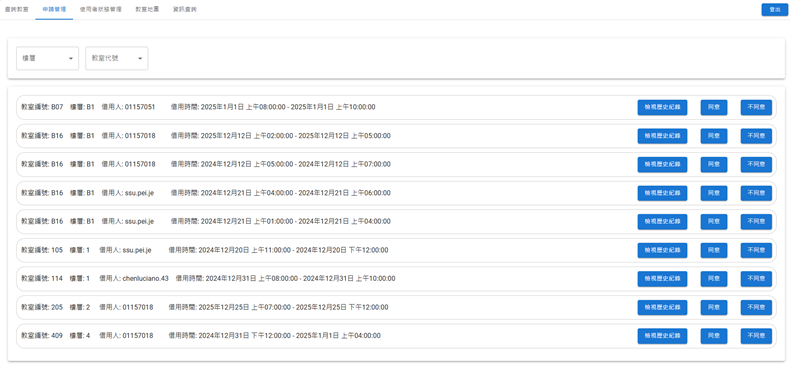 查詢教室 申請管理 使用者狀態管理 教室地圖 資訊查詢 登出
樓層 教室代號
教室編號: B07 樓層: B1 借用人: 01157051 借用時間: 2025年1月1日 上午08:00:00 - 2025年1月1日 上午10:00:00 檢視歷史紀錄 同意 不同意
教室編號: B16 樓層: B1 借用人: 01157018 借用時間: 2025年12月12日 上午02:00:00 - 2025年12月12日 上午05:00:00 檢視歷史紀錄 同意 不同意
教室編號: B16 樓層: B1 借用人: 01157018 借用時間: 2024年12月12日 上午05:00:00 - 2024年12月12日 上午07:00:00 檢視歷史紀錄 同意 不同意
教室編號: B16 樓層: B1 借用人: ssu.pei.je 借用時間: 2024年12月21日 上午04:00:00 - 2024年12月21日 上午06:00:00 檢視歷史紀錄 同意 不同意
教室編號: B16 樓層: B1 借用人: ssu.pei.je 借用時間: 2024年12月21日 上午01:00:00 - 2024年12月21日 上午04:00:00 檢視歷史紀錄 同意 不同意
教室編號: 105 樓層: 1 借用人: ssu.pei.je 借用時間: 2024年12月20日 上午11:00:00 - 2024年12月20日 下午12:00:00 檢視歷史紀錄 同意 不同意
教室編號: 114 樓層: 1 借用人: chenluciano.43 借用時間: 2024年12月31日 上午08:00:00 - 2024年12月31日 上午10:00:00 檢視歷史紀錄 同意 不同意
教室編號: 205 樓層: 2 借用人: 01157018 借用時間: 2025年12月25日 上午07:00:00 - 2025年12月25日 下午12:00:00 檢視歷史紀錄 同意 不同意
教室編號: 409 樓層: 4 借用人: 01157018 借用時間: 2024年12月31日 下午12:00:00 - 2025年1月1日 上午04:00:00 檢視歷史紀錄 同意 不同意